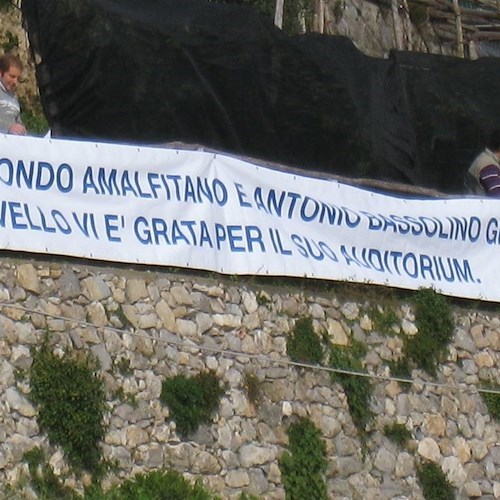 ONDO AMALFITANO E ANTONIO BASSOLINO G
VELLO VI E' GRATA PER IL SUO AUDITORIUM.